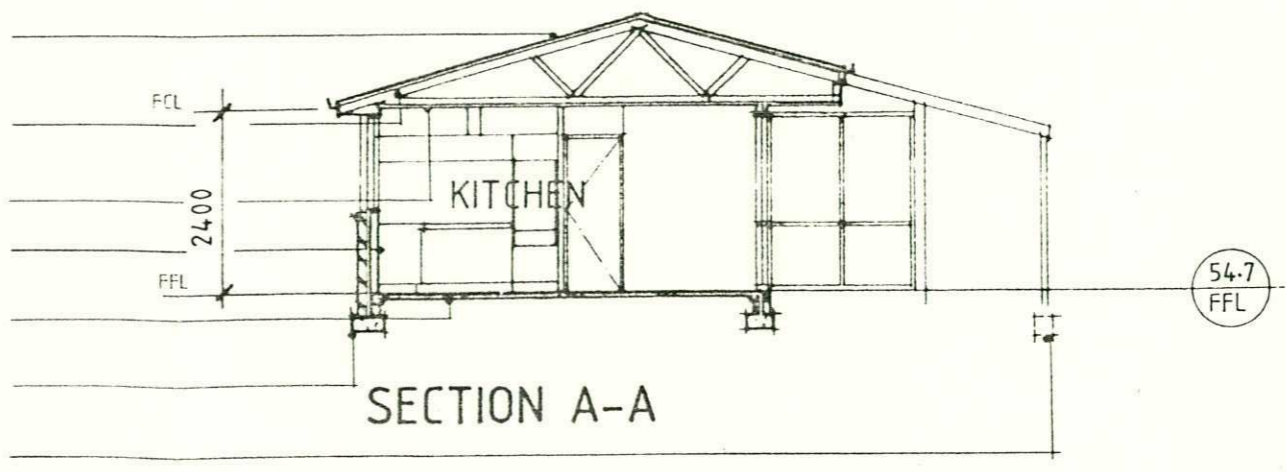 FCL
2400
KITCHEN
FFL
54.7
FFL
SECTION A-A